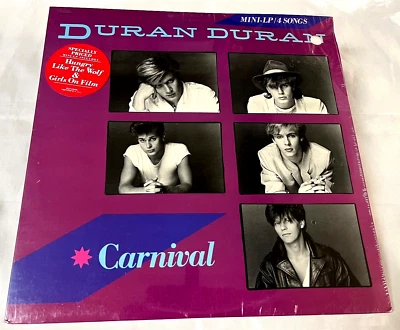 MINI-LP/4 SONGS
DURAN DURAN
SPECIALLY
PRICED
Hungry
Like The Wolf
&
Girls On Film
Carnival